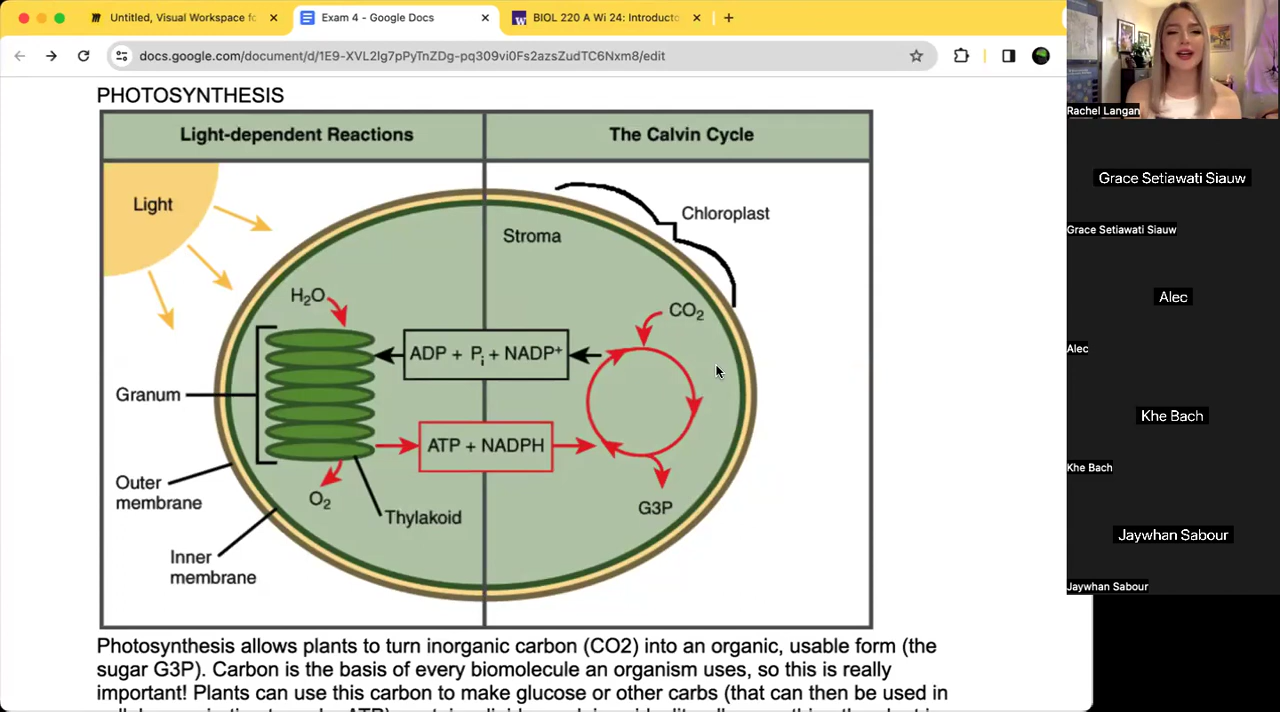 Untitled, Visual Workspace fo
Exam 4 - Google Docs
BIOL 220 A Wi 24: Introducto
docs.google.com/document/d/1E9-XVL2Ig7pPyTnZDg-pq3O9vi0Fs2azsZudTC6Nxm8/edit
PHOTOSYNTHESIS
Light-dependent Reactions
The Calvin Cycle
Light
Chloroplast
Stroma
H2O
CO2
ADP + Pi + NADP+
Granum
ATP + NADPH
Outer
membrane
O2
G3P
Thylakoid
Inner
membrane
Photosynthesis allows plants to turn inorganic carbon (CO2) into an organic, usable form (the
sugar G3P). Carbon is the basis of every biomolecule an organism uses, so this is really
important! Plants can use this carbon to make glucose or other carbs (that can then be used in
Rachel Langan
Grace Setiawati Siauw
Grace Setiawati Siauw
Alec
Alec
Khe Bach
Khe Bach
Jaywhan Sabour
Jaywhan Sabour